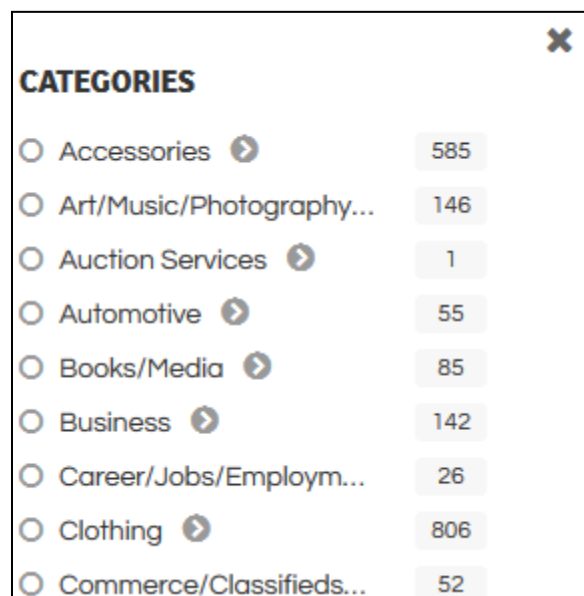 CATEGORIES
Accessories 585
Art/Music/Photography... 146
Auction Services 1
Automotive 55
Books/Media 85
Business 142
Career/Jobs/Employm... 26
Clothing 806
Commerce/Classifieds... 52